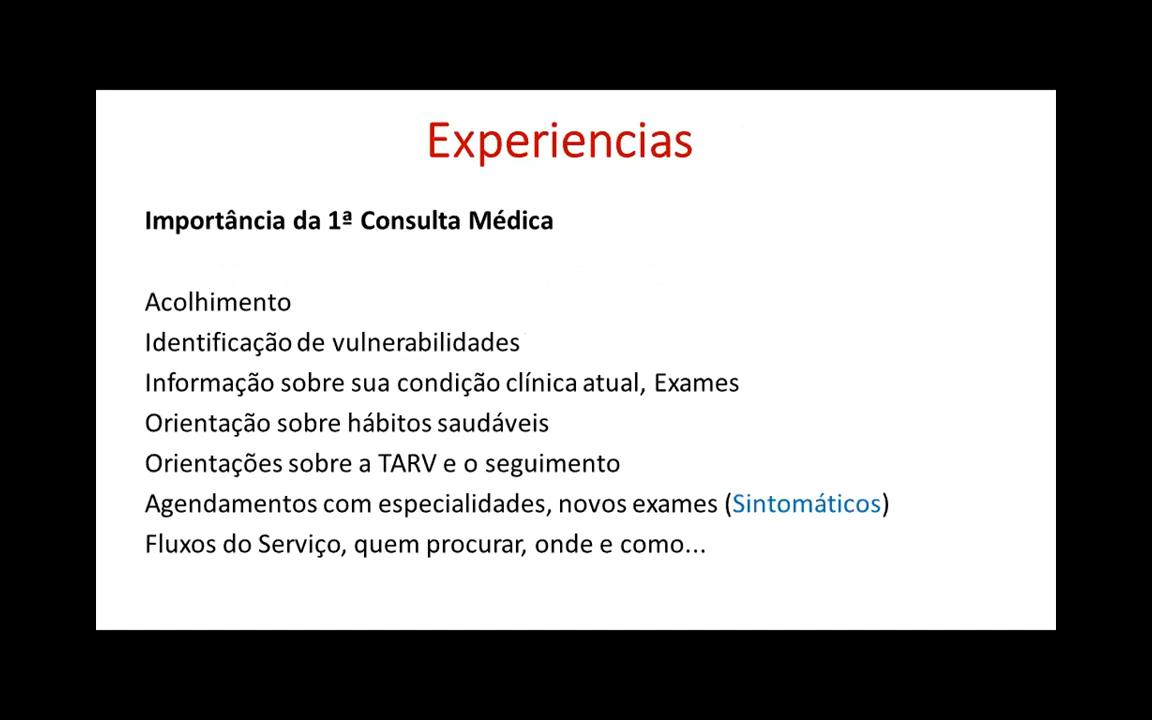 Experiencias
Importância da 1ª Consulta Médica
Acolhimento
Identificação de vulnerabilidades
Informação sobre sua condição clínica atual, Exames
Orientação sobre hábitos saudáveis
Orientações sobre a TARV e o seguimento
Agendamentos com especialidades, novos exames (Sintomáticos)
Fluxos do Serviço, quem procurar, onde e como...